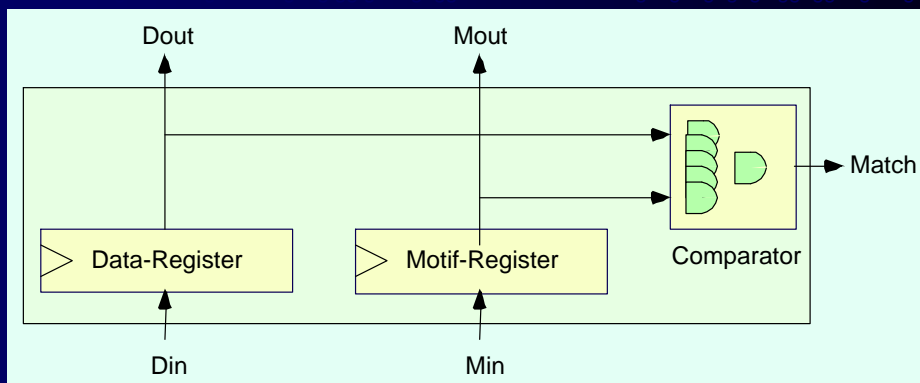 Dout
Mout
Match
Data-Register
Motif-Register
Comparator
Din
Min